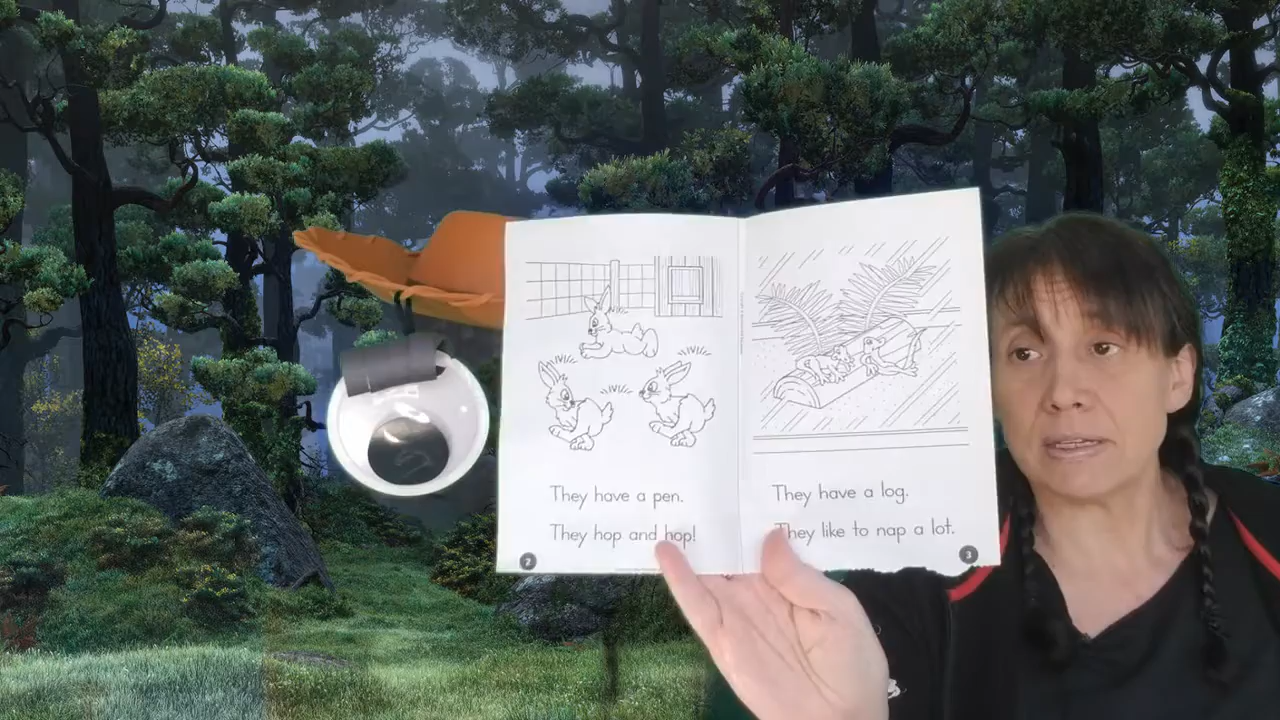 They have a pen.
They hop and hop!
2
They have a log.
They like to nap a lot.
3